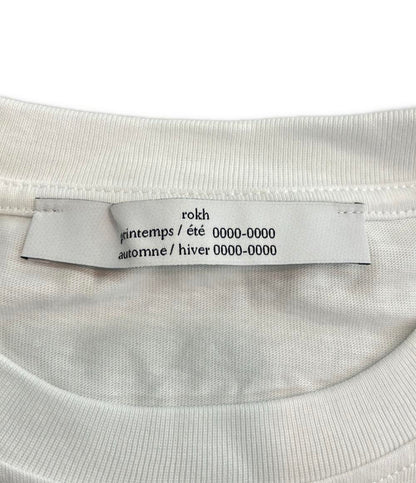 rokh
printemps / été 0000-0000
automne / hiver 0000-0000